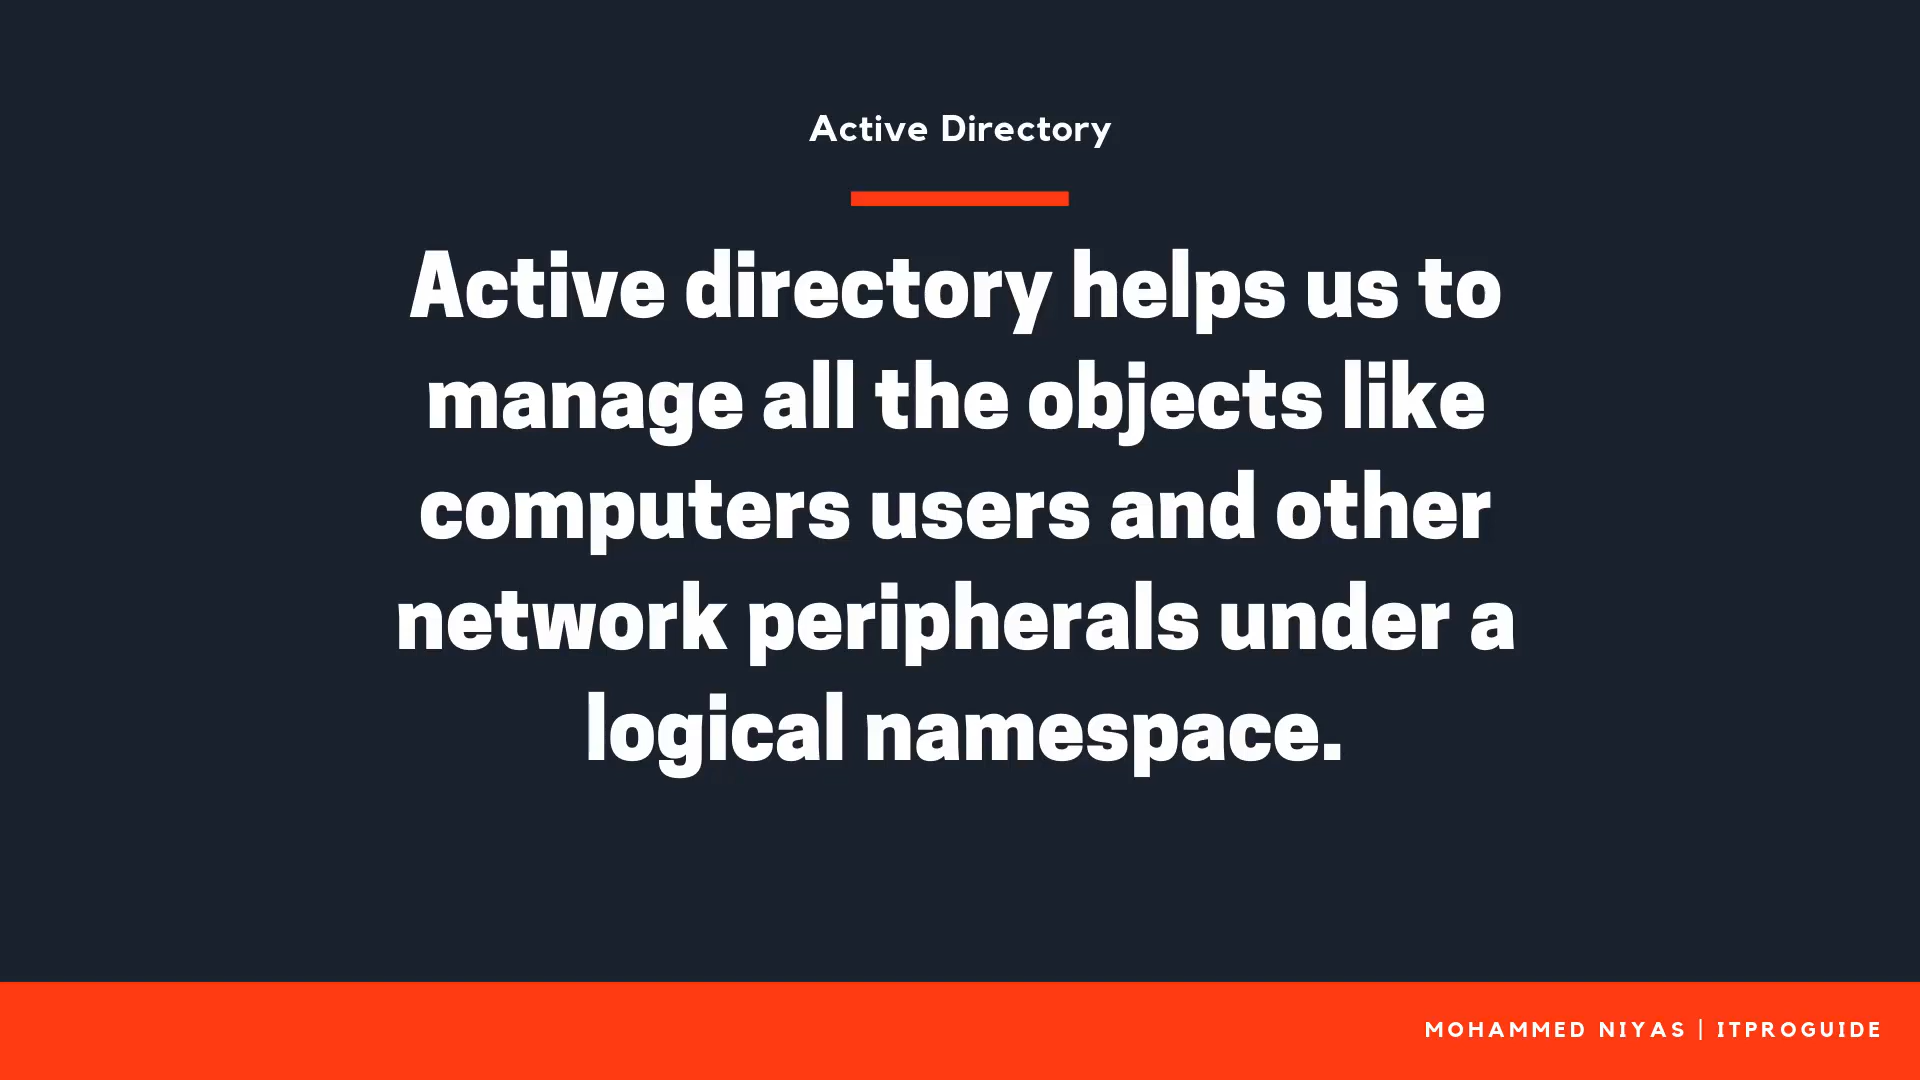 Active Directory
Active directory helps us to
manage all the objects like
computers users and other
network peripherals under a
logical namespace.
MOHAMMED NIYAS | ITPROGUIDE